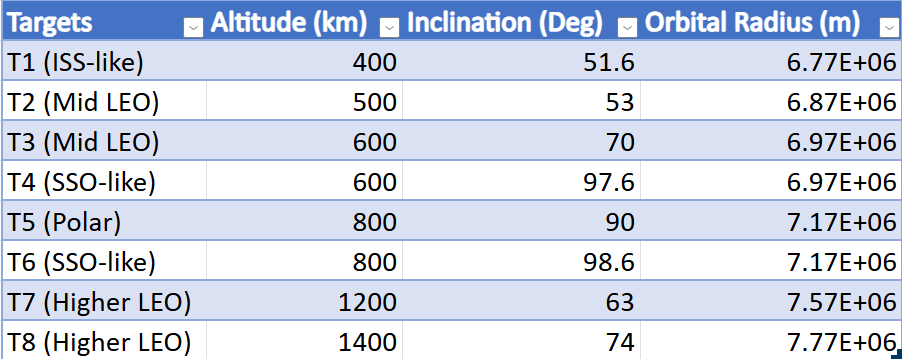 Targets Altitude (km) Inclination (Deg) Orbital Radius (m)
T1 (ISS-like) 400 51.6 6.77E+06
T2 (Mid LEO) 500 53 6.87E+06
T3 (Mid LEO) 600 70 6.97E+06
T4 (SSO-like) 600 97.6 6.97E+06
T5 (Polar) 800 90 7.17E+06
T6 (SSO-like) 800 98.6 7.17E+06
T7 (Higher LEO) 1200 63 7.57E+06
T8 (Higher LEO) 1400 74 7.77E+06